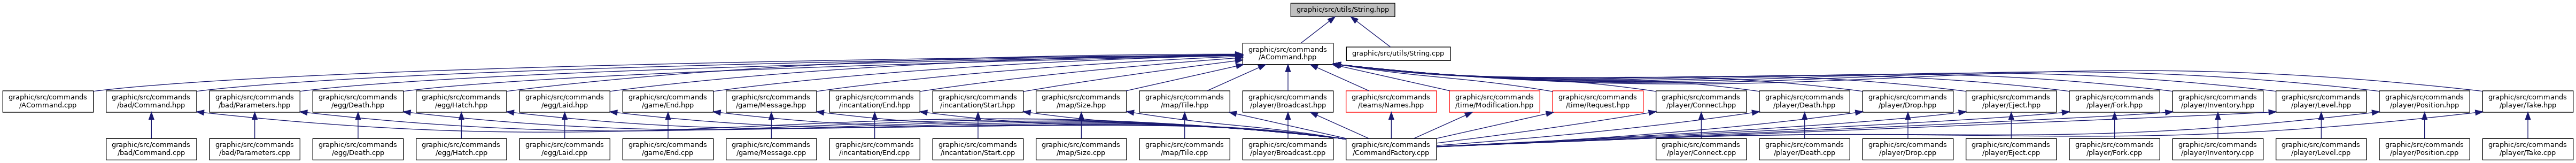 graphic/src/utils/String.hpp
graphic/src/commands
/ACommand.hpp
graphic/src/utils/String.cpp
graphic/src/commands
/ACommand.cpp
graphic/src/commands
/bad/Command.hpp
graphic/src/commands
/bad/Parameters.hpp
graphic/src/commands
/egg/Death.hpp
graphic/src/commands
/egg/Hatch.hpp
graphic/src/commands
/egg/Laid.hpp
graphic/src/commands
/game/End.hpp
graphic/src/commands
/game/Message.hpp
graphic/src/commands
/incantation/End.hpp
graphic/src/commands
/incantation/Start.hpp
graphic/src/commands
/map/Size.hpp
graphic/src/commands
/map/Tile.hpp
graphic/src/commands
/player/Broadcast.hpp
graphic/src/commands
/teams/Names.hpp
graphic/src/commands
/time/Modification.hpp
graphic/src/commands
/time/Request.hpp
graphic/src/commands
/player/Connect.hpp
graphic/src/commands
/player/Death.hpp
graphic/src/commands
/player/Drop.hpp
graphic/src/commands
/player/Eject.hpp
graphic/src/commands
/player/Fork.hpp
graphic/src/commands
/player/Inventory.hpp
graphic/src/commands
/player/Level.hpp
graphic/src/commands
/player/Position.hpp
graphic/src/commands
/player/Take.hpp
graphic/src/commands
/bad/Command.cpp
graphic/src/commands
/bad/Parameters.cpp
graphic/src/commands
/egg/Death.cpp
graphic/src/commands
/egg/Hatch.cpp
graphic/src/commands
/egg/Laid.cpp
graphic/src/commands
/game/End.cpp
graphic/src/commands
/game/Message.cpp
graphic/src/commands
/incantation/End.cpp
graphic/src/commands
/incantation/Start.cpp
graphic/src/commands
/map/Size.cpp
graphic/src/commands
/map/Tile.cpp
graphic/src/commands
/player/Broadcast.cpp
graphic/src/commands
/CommandFactory.cpp
graphic/src/commands
/player/Connect.cpp
graphic/src/commands
/player/Death.cpp
graphic/src/commands
/player/Drop.cpp
graphic/src/commands
/player/Eject.cpp
graphic/src/commands
/player/Fork.cpp
graphic/src/commands
/player/Inventory.cpp
graphic/src/commands
/player/Level.cpp
graphic/src/commands
/player/Position.cpp
graphic/src/commands
/player/Take.cpp